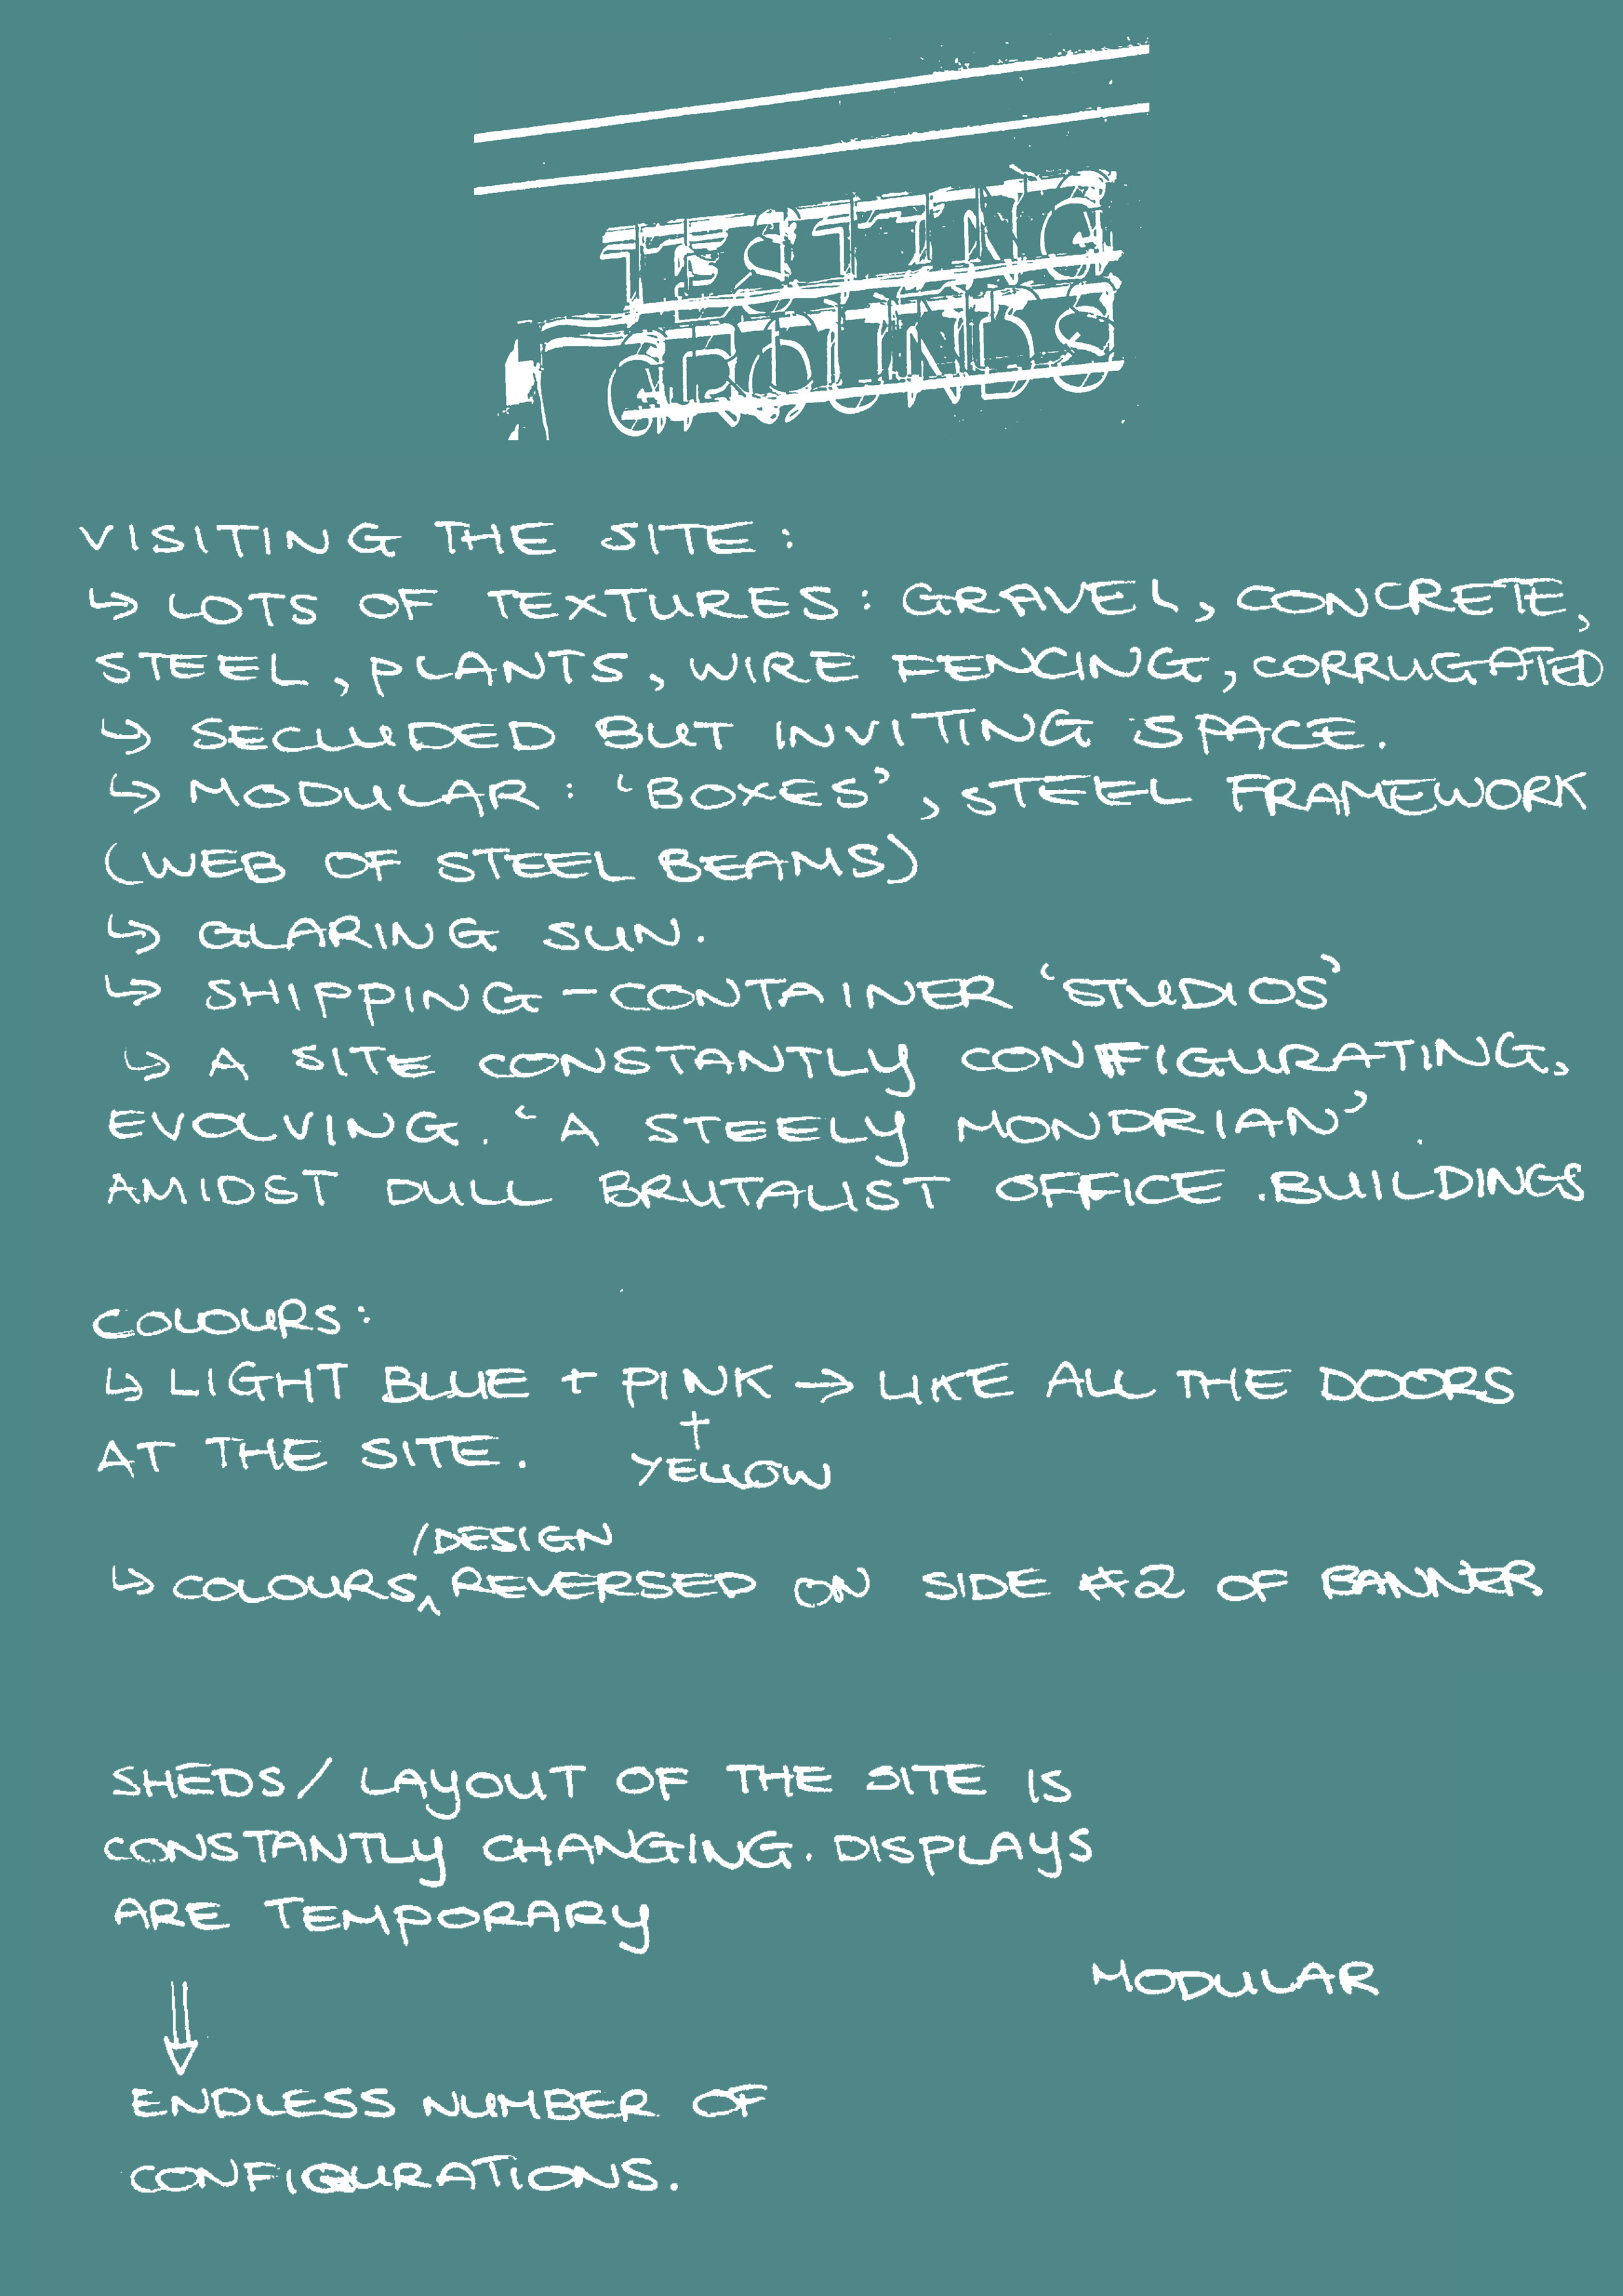 TESTING
GROUNDS
VISITING THE SITE:
↳ LOTS OF TEXTURES: GRAVEL, CONCRETE,
STEEL, PLANTS, WIRE FENCING, CORRUGATED
↳ SECLUDED BUT INVITING SPACE.
↳ MODULAR: 'BOXES', STEEL FRAMEWORK
(WEB OF STEEL BEAMS)
↳ GLARING SUN.
↳ SHIPPING-CONTAINER 'STUDIOS'
↳ A SITE CONSTANTLY CONFIGURATING,
EVOLVING. 'A STEELY MONDRIAN'.
AMIDST DULL BRUTALIST OFFICE BUILDINGS
COLOURS:
↳ LIGHT BLUE + PINK → LIKE ALL THE DOORS
+
AT THE SITE. YELLOW
/DESIGN
↳ COLOURS‸ REVERSED ON SIDE #2 OF BANNER
SHEDS/LAYOUT OF THE SITE IS
CONSTANTLY CHANGING. DISPLAYS
ARE TEMPORARY
MODULAR
⇓
ENDLESS NUMBER OF
CONFIGURATIONS.